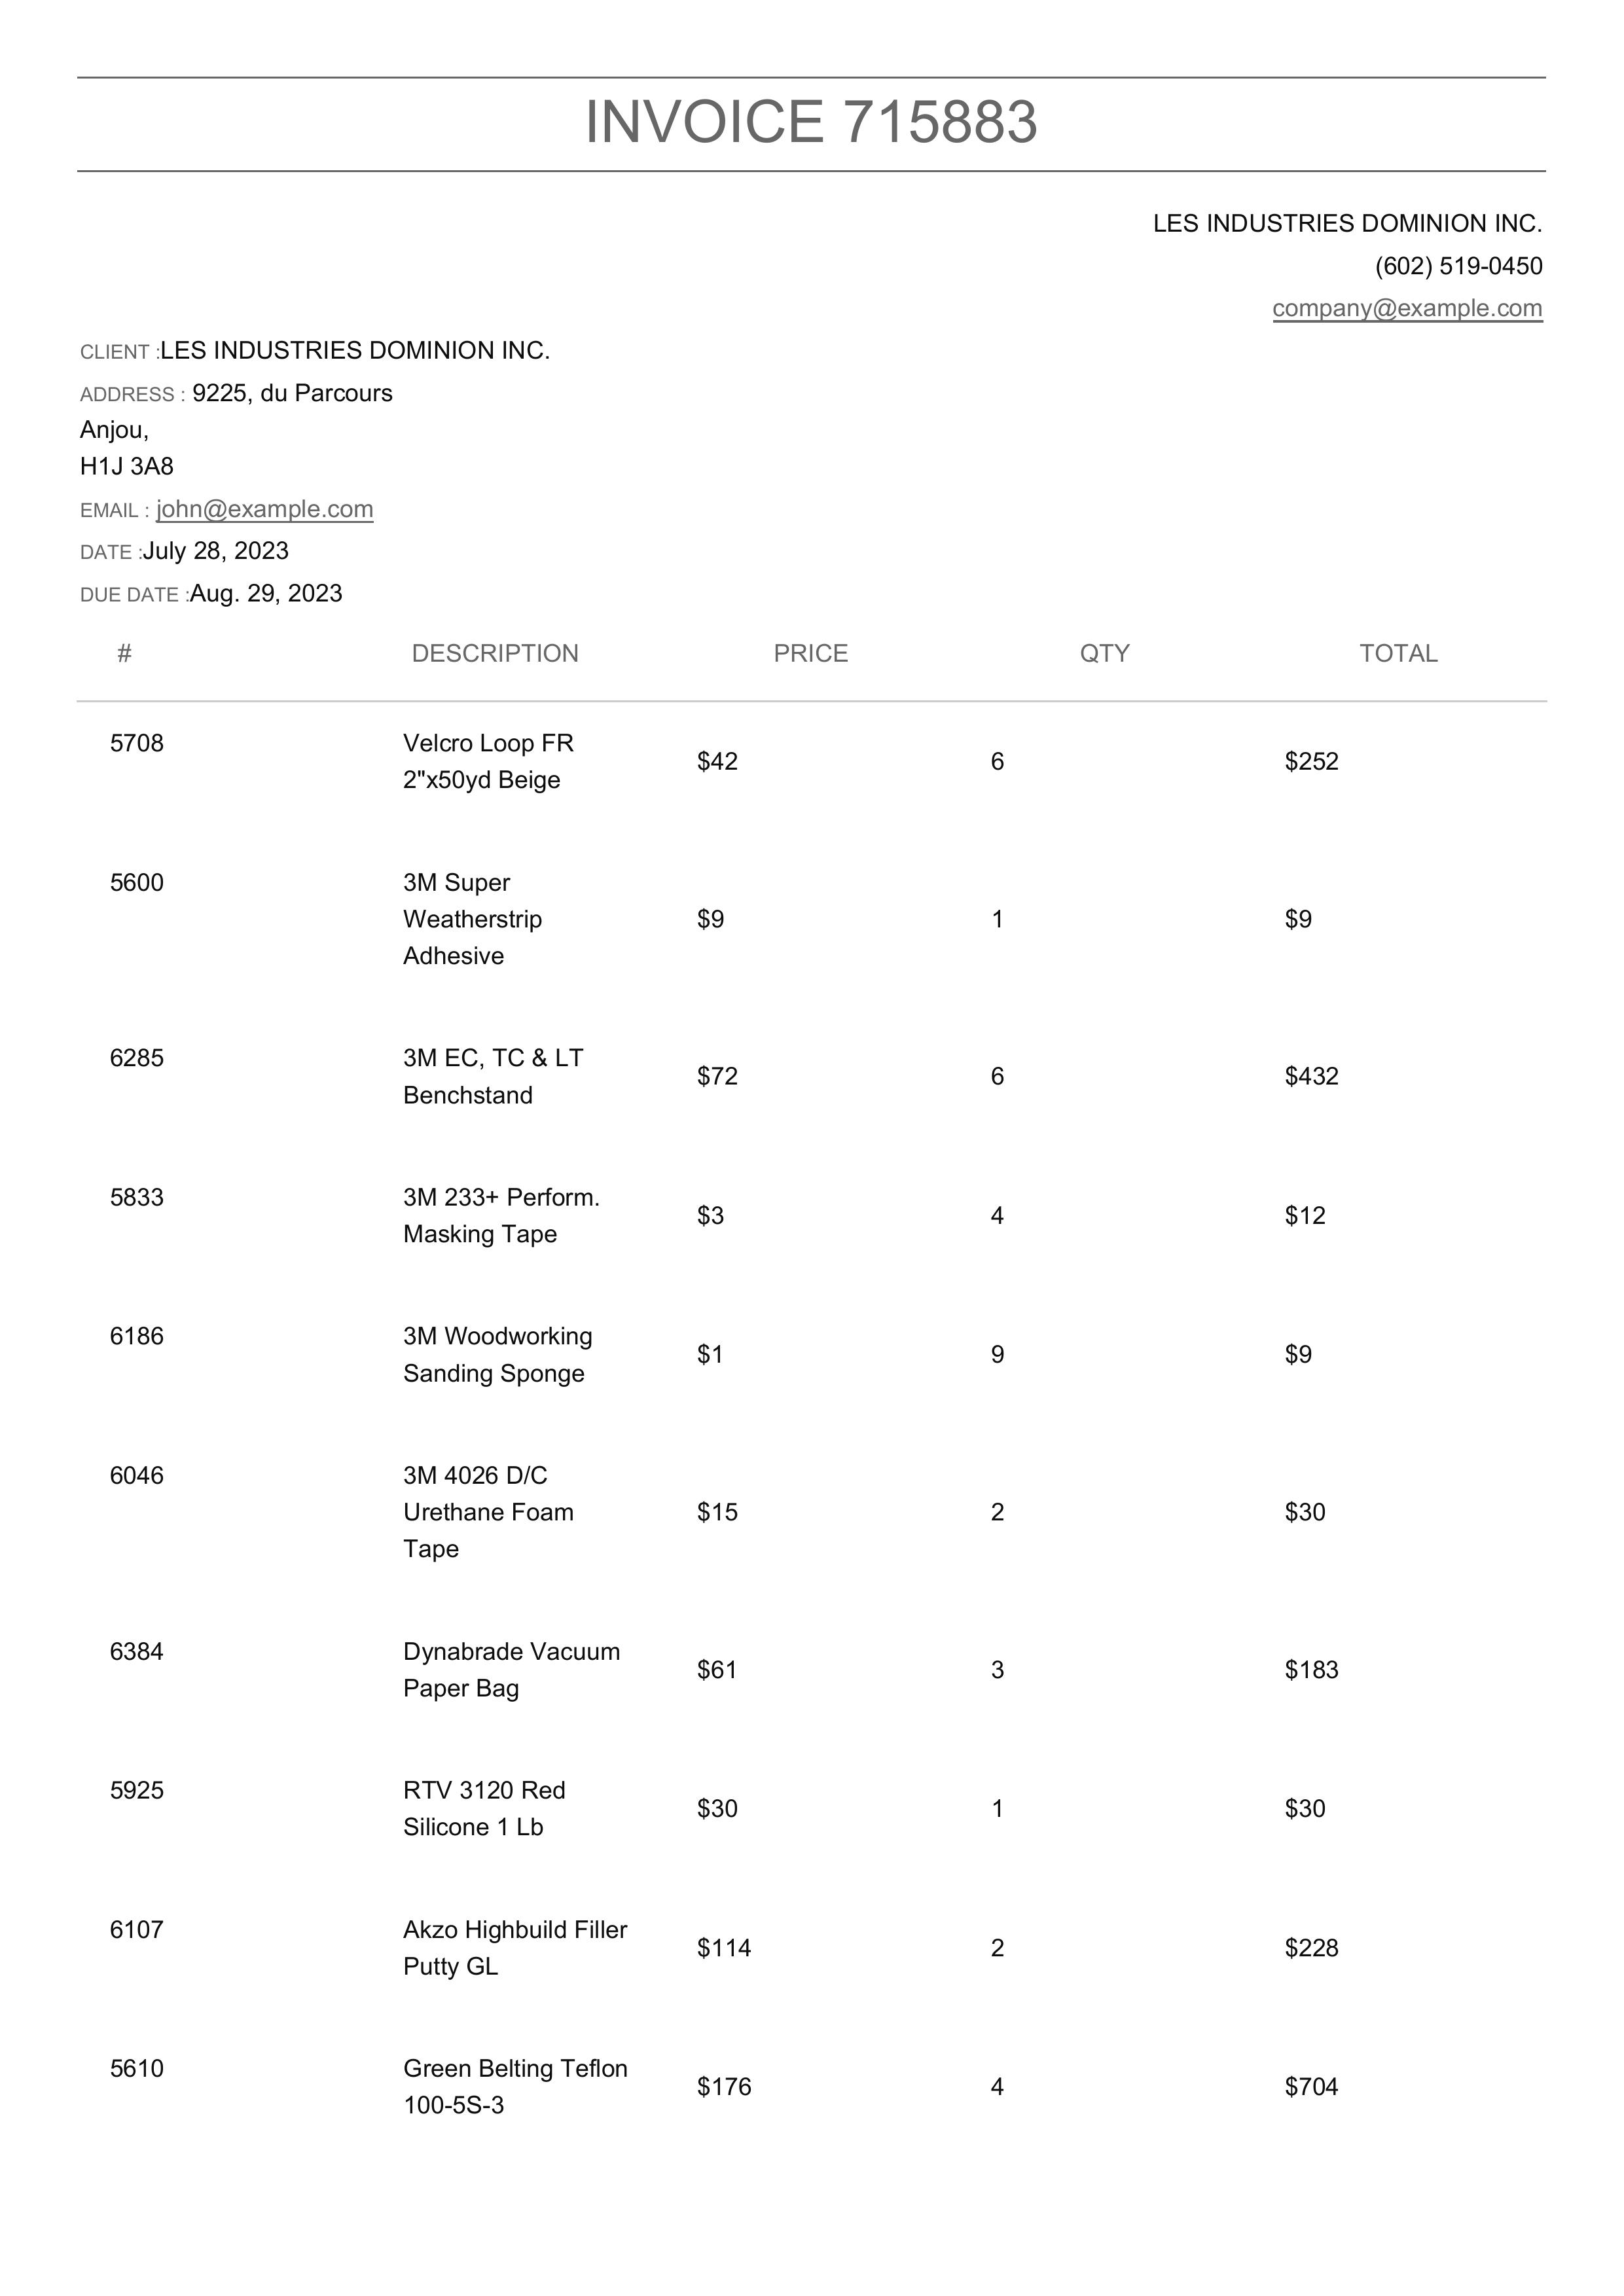 INVOICE 715883
LES INDUSTRIES DOMINION INC.
(602) 519-0450
company@example.com
CLIENT :LES INDUSTRIES DOMINION INC.
ADDRESS : 9225, du Parcours
Anjou,
H1J 3A8
EMAIL : john@example.com
DATE :July 28, 2023
DUE DATE :Aug. 29, 2023
# DESCRIPTION PRICE QTY TOTAL
5708 Velcro Loop FR
2"x50yd Beige
$42 6 $252
5600 3M Super
Weatherstrip
Adhesive
$9 1 $9
6285 3M EC, TC & LT
Benchstand
$72 6 $432
5833 3M 233+ Perform.
Masking Tape
$3 4 $12
6186 3M Woodworking
Sanding Sponge
$1 9 $9
6046 3M 4026 D/C
Urethane Foam
Tape
$15 2 $30
6384 Dynabrade Vacuum
Paper Bag
$61 3 $183
5925 RTV 3120 Red
Silicone 1 Lb
$30 1 $30
6107 Akzo Highbuild Filler
Putty GL
$114 2 $228
5610 Green Belting Teflon
100-5S-3
$176 4 $704